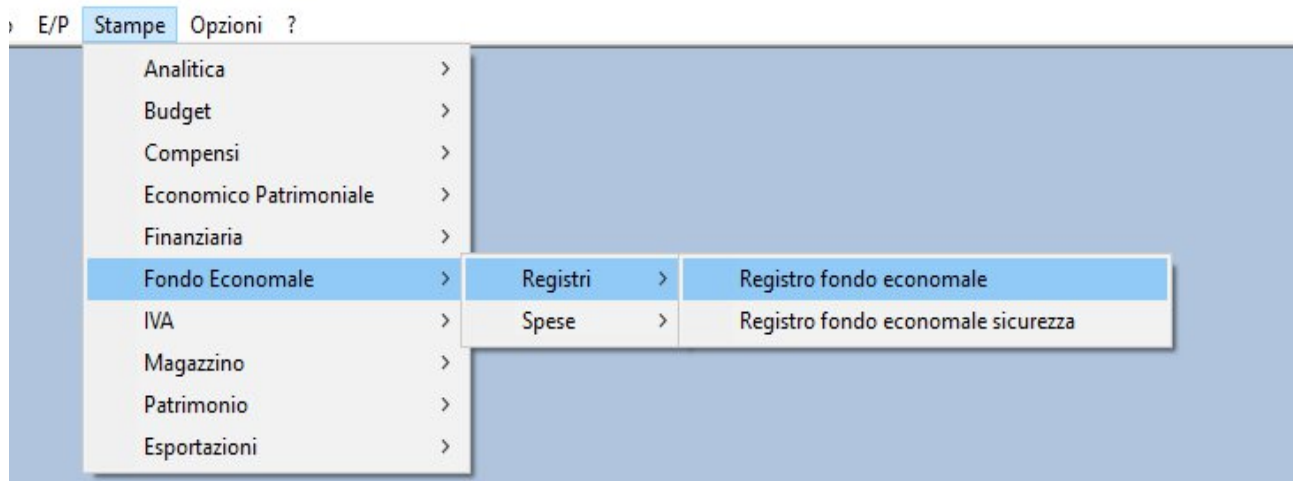 E/P Stampe Opzioni ?
Analitica
Budget
Compensi
Economico Patrimoniale
Finanziaria
Fondo Economale
IVA
Magazzino
Patrimonio
Esportazioni
Registri
Spese
Registro fondo economale
Registro fondo economale sicurezza